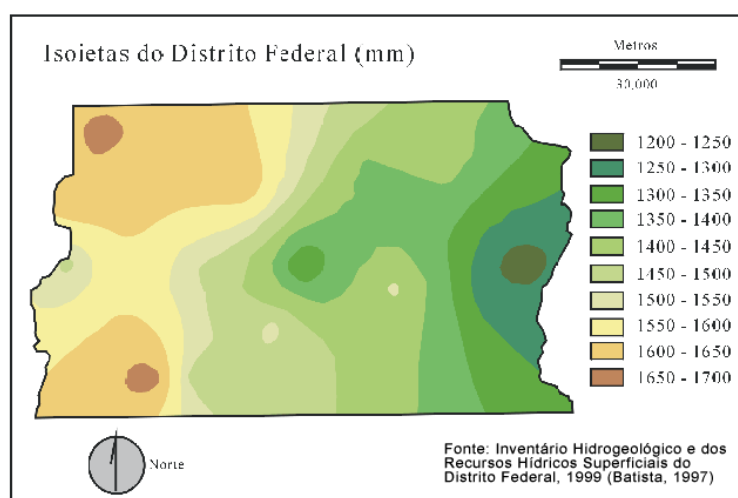 Isoietas do Distrito Federal (mm)
Metros
30,000
1200 - 1250
1250 - 1300
1300 - 1350
1350 - 1400
1400 - 1450
1450 - 1500
1500 - 1550
1550 - 1600
1600 - 1650
1650 - 1700
Norte
Fonte: Inventário Hidrogeológico e dos
Recursos Hídricos Superficiais do
Distrito Federal, 1999 (Batista, 1997)